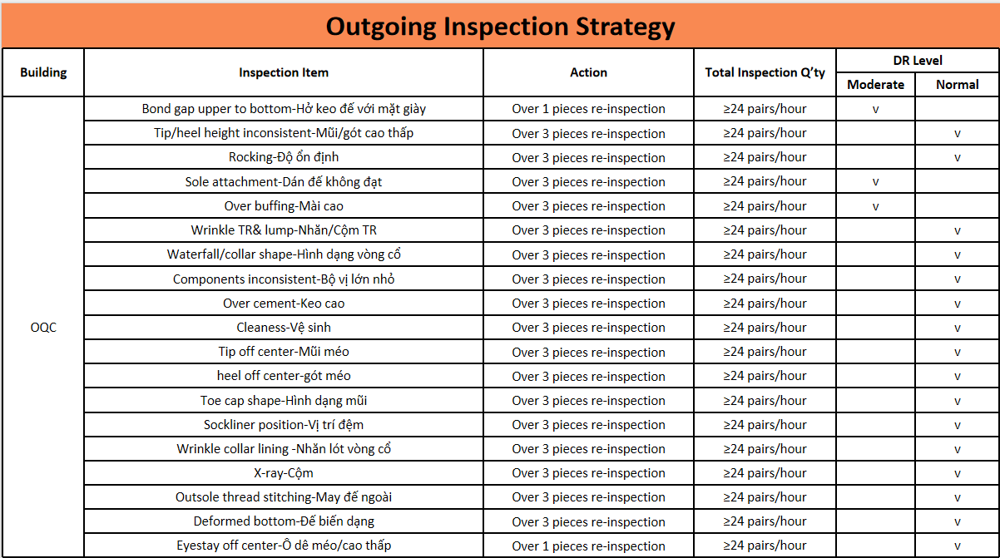 Outgoing Inspection Strategy
Building Inspection Item Action Total Inspection Q’ty DR Level
Moderate Normal
Bond gap upper to bottom-Hở keo đế với mặt giày Over 1 pieces re-inspection ≥24 pairs/hour v
Tip/heel height inconsistent-Mũi/gót cao thấp Over 3 pieces re-inspection ≥24 pairs/hour v
Rocking-Độ ổn định Over 3 pieces re-inspection ≥24 pairs/hour v
Sole attachment-Dán đế không đạt Over 3 pieces re-inspection ≥24 pairs/hour v
Over buffing-Mài cao Over 3 pieces re-inspection ≥24 pairs/hour v
Wrinkle TR& lump-Nhăn/Cộm TR Over 3 pieces re-inspection ≥24 pairs/hour v
Waterfall/collar shape-Hình dạng vòng cổ Over 3 pieces re-inspection ≥24 pairs/hour v
Components inconsistent-Bộ vị lớn nhỏ Over 3 pieces re-inspection ≥24 pairs/hour v
Over cement-Keo cao Over 3 pieces re-inspection ≥24 pairs/hour v
OQC Cleaness-Vệ sinh Over 3 pieces re-inspection ≥24 pairs/hour v
Tip off center-Mũi méo Over 3 pieces re-inspection ≥24 pairs/hour v
heel off center-gót méo Over 3 pieces re-inspection ≥24 pairs/hour v
Toe cap shape-Hình dạng mũi Over 3 pieces re-inspection ≥24 pairs/hour v
Sockliner position-Vị trí đệm Over 3 pieces re-inspection ≥24 pairs/hour v
Wrinkle collar lining -Nhăn lót vòng cổ Over 3 pieces re-inspection ≥24 pairs/hour v
X-ray-Cộm Over 3 pieces re-inspection ≥24 pairs/hour v
Outsole thread stitching-May đế ngoài Over 3 pieces re-inspection ≥24 pairs/hour v
Deformed bottom-Đế biến dạng Over 3 pieces re-inspection ≥24 pairs/hour v
Eyestay off center-Ô dê méo/cao thấp Over 1 pieces re-inspection ≥24 pairs/hour v